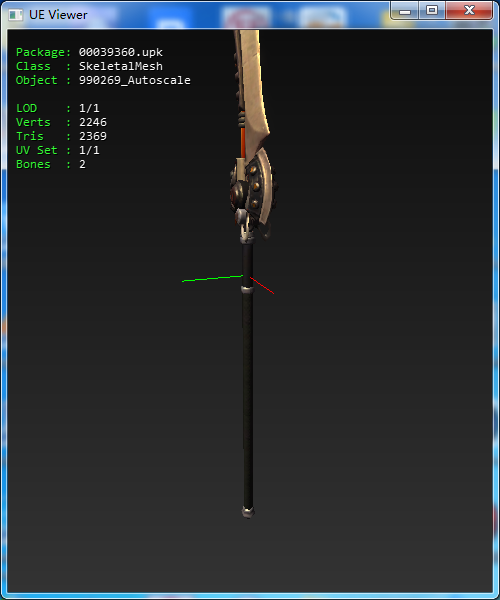 UE Viewer
Package: 00039360.upk
Class : SkeletalMesh
Object : 990269_Autoscale
LOD : 1/1
Verts : 2246
Tris : 2369
UV Set : 1/1
Bones : 2